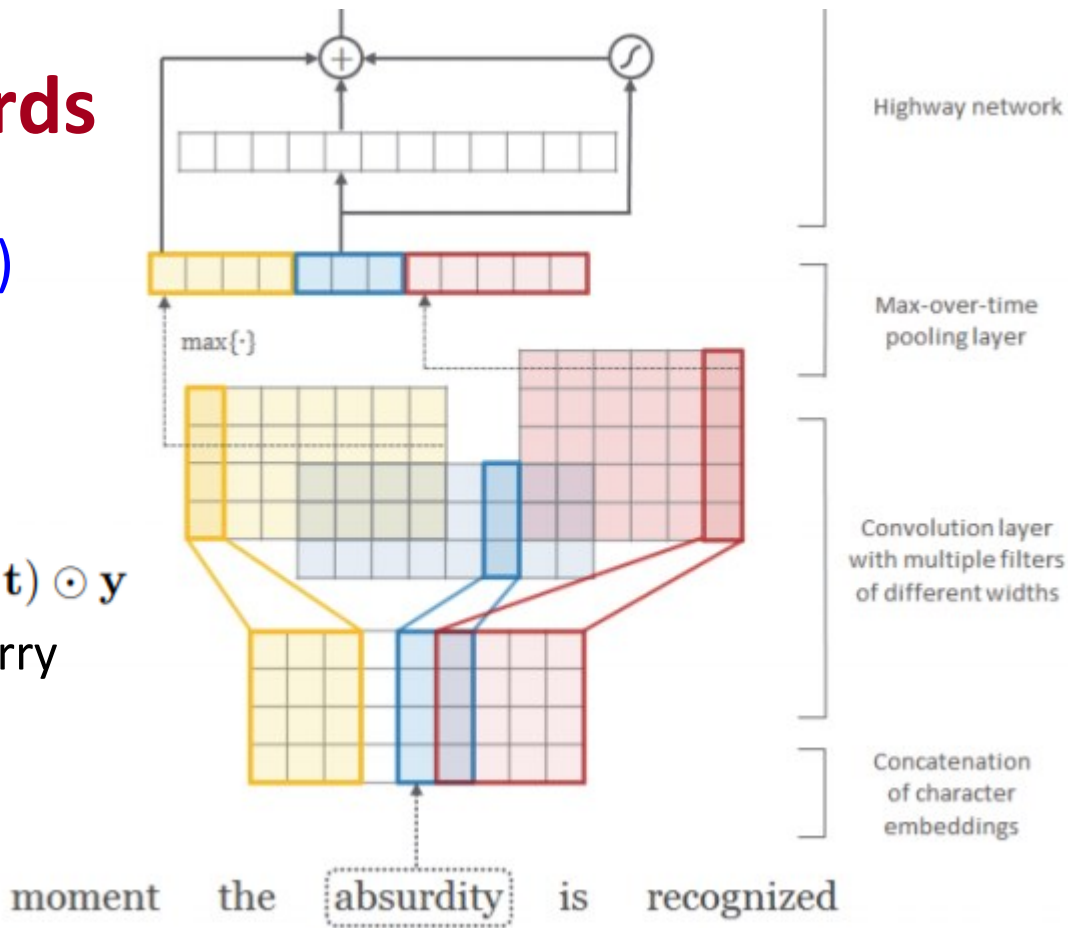 rds
)
t) ⊙ y
rry
+
∫
max{·}
Highway network
Max-over-time
pooling layer
Convolution layer
with multiple filters
of different widths
Concatenation
of character
embeddings
moment the absurdity is recognized